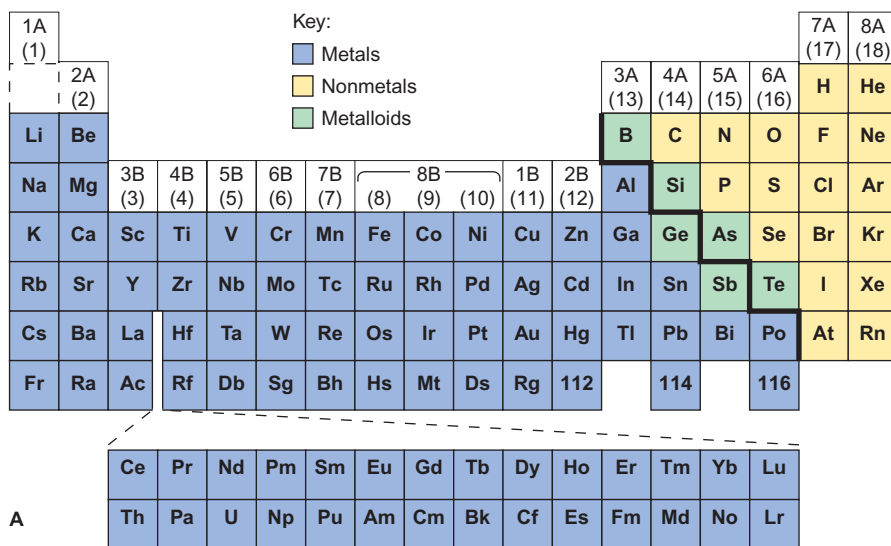 Key:
Metals
Nonmetals
Metalloids
1A 7A 8A
(1) (17) (18)
2A 3A 4A 5A 6A H He
(2) (13) (14) (15) (16)
Li Be B C N O F Ne
Na Mg 3B 4B 5B 6B 7B 8B 1B 2B Al Si P S Cl Ar
(3) (4) (5) (6) (7) (8) (9) (10) (11) (12)
K Ca Sc Ti V Cr Mn Fe Co Ni Cu Zn Ga Ge As Se Br Kr
Rb Sr Y Zr Nb Mo Tc Ru Rh Pd Ag Cd In Sn Sb Te I Xe
Cs Ba La Hf Ta W Re Os Ir Pt Au Hg Tl Pb Bi Po At Rn
Fr Ra Ac Rf Db Sg Bh Hs Mt Ds Rg 112 114 116
Ce Pr Nd Pm Sm Eu Gd Tb Dy Ho Er Tm Yb Lu
Th Pa U Np Pu Am Cm Bk Cf Es Fm Md No Lr
A